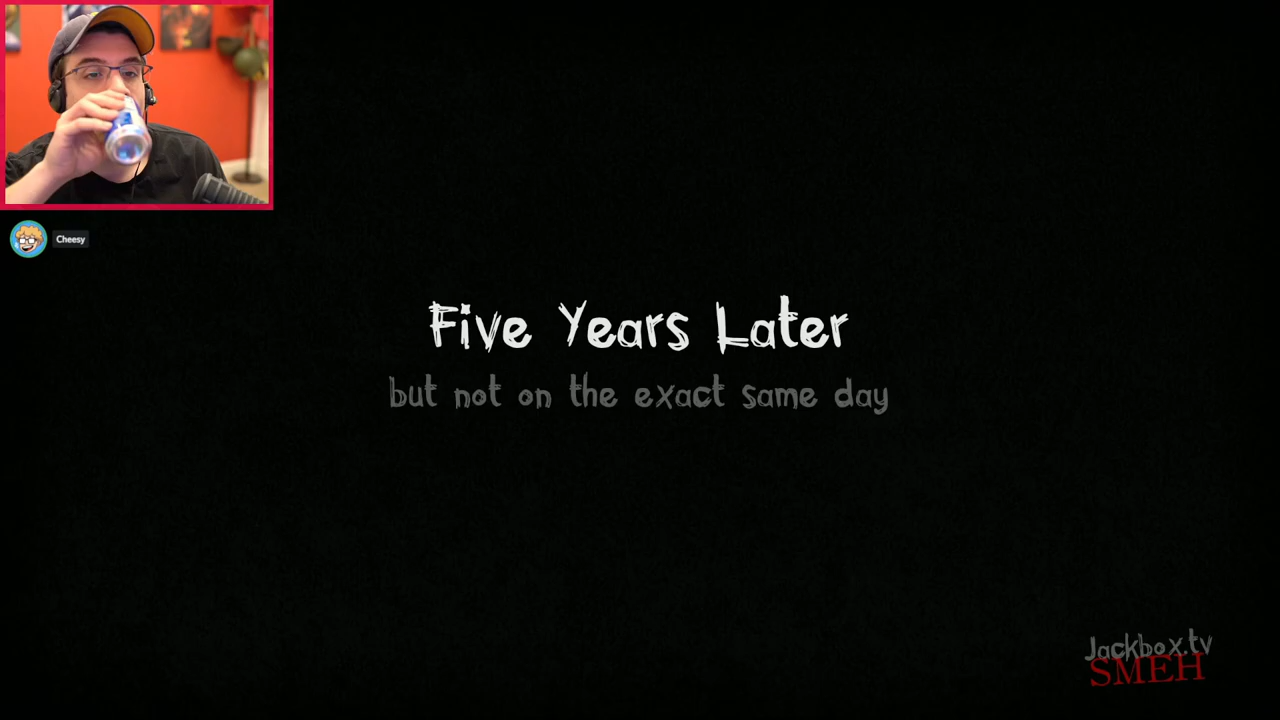 Cheesy
Five Years Later
but not on the exact same day
Jackbox.tv
SMEH